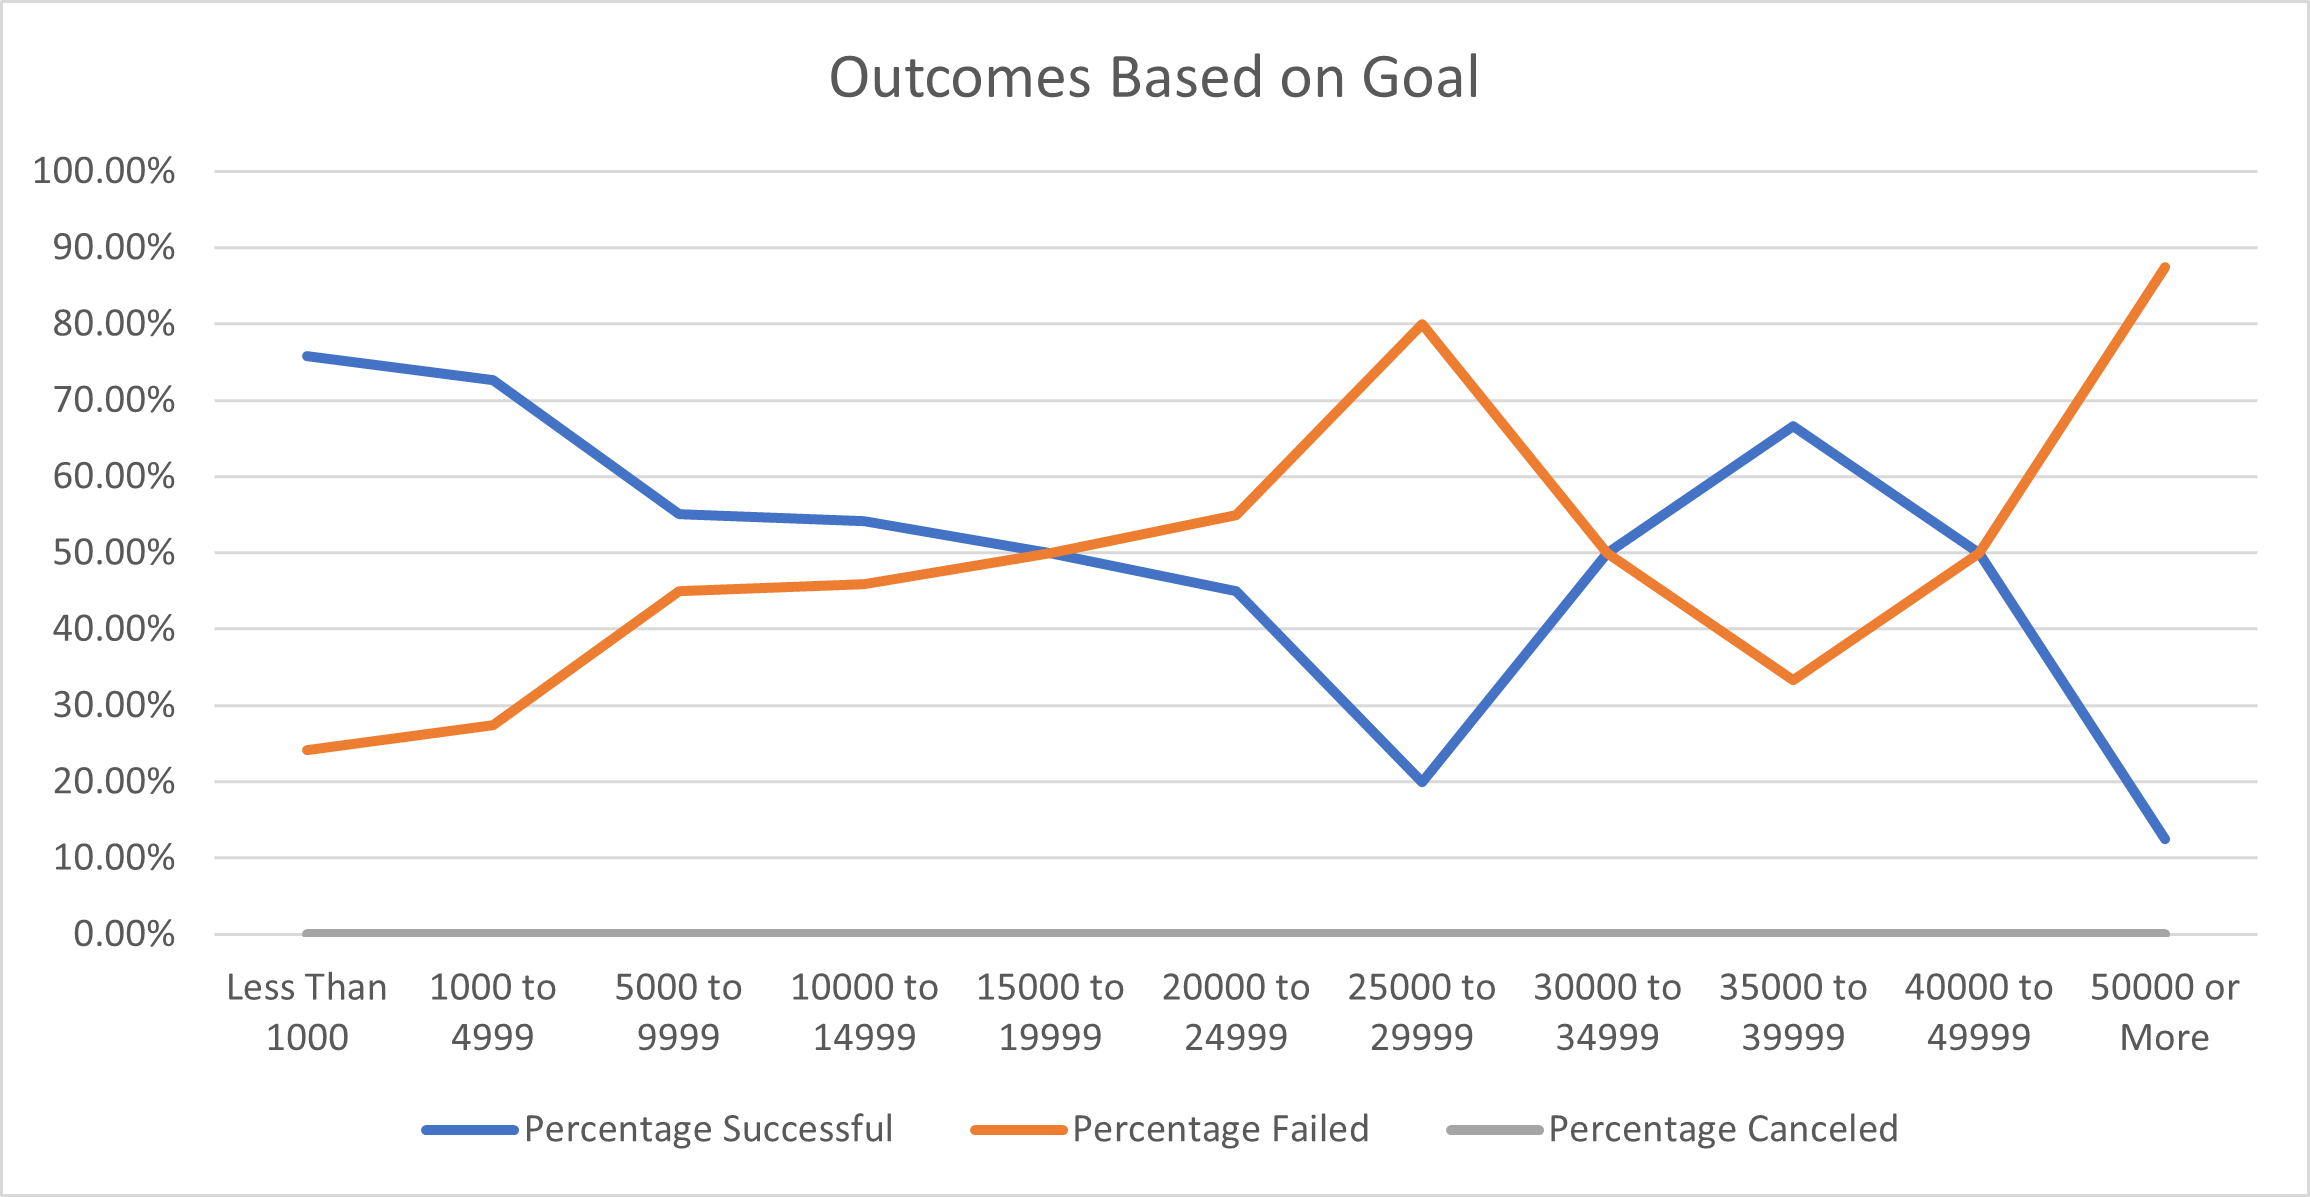 Outcomes Based on Goal
100.00%
90.00%
80.00%
70.00%
60.00%
50.00%
40.00%
30.00%
20.00%
10.00%
0.00%
Less Than
1000
1000 to
4999
5000 to
9999
10000 to
14999
15000 to
19999
20000 to
24999
25000 to
29999
30000 to
34999
35000 to
39999
40000 to
49999
50000 or
More
Percentage Successful
Percentage Failed
Percentage Canceled